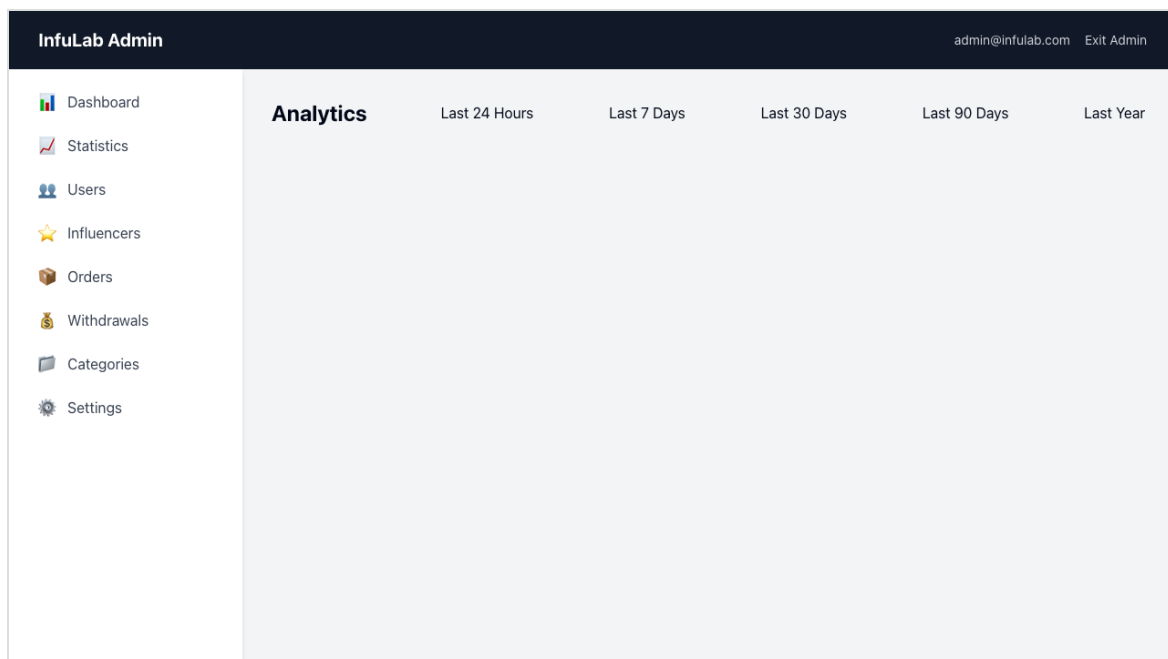 InfuLab Admin
admin@infulab.com Exit Admin
Dashboard
Statistics
Users
Influencers
Orders
Withdrawals
Categories
Settings
Analytics
Last 24 Hours
Last 7 Days
Last 30 Days
Last 90 Days
Last Year